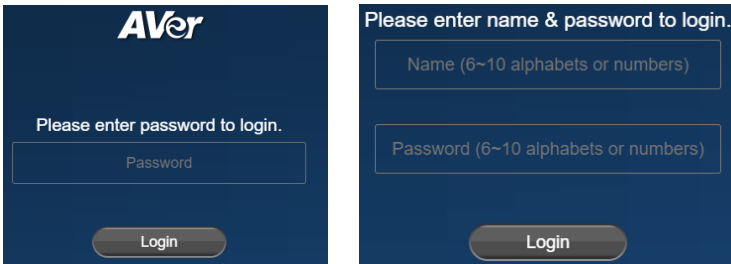 AVer
Please enter password to login.
Password
Login
Please enter name & password to login.
Name (6~10 alphabets or numbers)
Password (6~10 alphabets or numbers)
Login